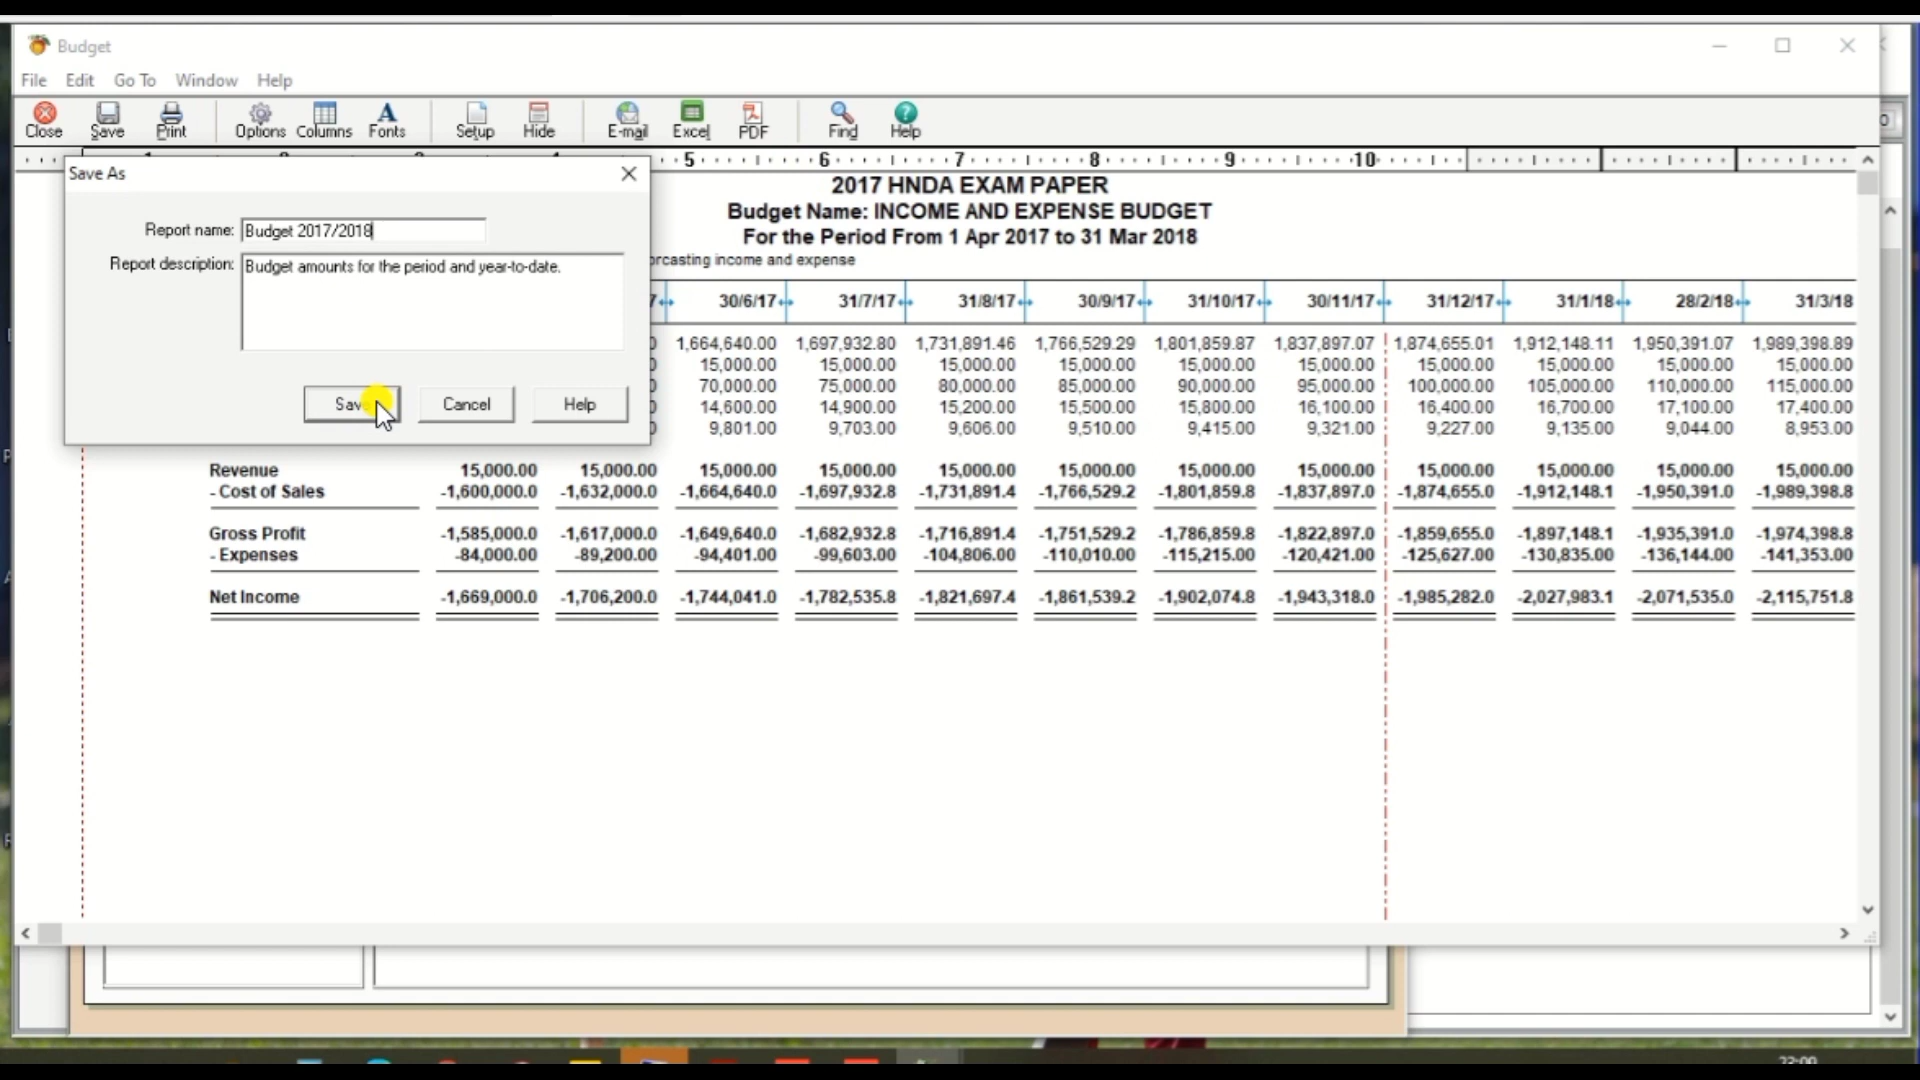 Budget
File Edit Go To Window Help
Close Save Print Options Columns Fonts Setup Hide E-mail Excel PDF Find Help
5 6 7 8 9 10
Save As
Report name: Budget 2017/2018
Report description: Budget amounts for the period and year-to-date.
Save Cancel Help
2017 HNDA EXAM PAPER
Budget Name: INCOME AND EXPENSE BUDGET
For the Period From 1 Apr 2017 to 31 Mar 2018
orcasting income and expense
7 30/6/17 31/7/17 31/8/17 30/9/17 31/10/17 30/11/17 31/12/17 31/1/18 28/2/18 31/3/18
0 1,664,640.00 1,697,932.80 1,731,891.46 1,766,529.29 1,801,859.87 1,837,897.07 1,874,655.01 1,912,148.11 1,950,391.07 1,989,398.89
0 15,000.00 15,000.00 15,000.00 15,000.00 15,000.00 15,000.00 15,000.00 15,000.00 15,000.00 15,000.00
0 70,000.00 75,000.00 80,000.00 85,000.00 90,000.00 95,000.00 100,000.00 105,000.00 110,000.00 115,000.00
0 14,600.00 14,900.00 15,200.00 15,500.00 15,800.00 16,100.00 16,400.00 16,700.00 17,100.00 17,400.00
0 9,801.00 9,703.00 9,606.00 9,510.00 9,415.00 9,321.00 9,227.00 9,135.00 9,044.00 8,953.00
Revenue 15,000.00 15,000.00 15,000.00 15,000.00 15,000.00 15,000.00 15,000.00 15,000.00 15,000.00 15,000.00 15,000.00 15,000.00
- Cost of Sales -1,600,000.0 -1,632,000.0 -1,664,640.0 -1,697,932.8 -1,731,891.4 -1,766,529.2 -1,801,859.8 -1,837,897.0 -1,874,655.0 -1,912,148.1 -1,950,391.0 -1,989,398.8
Gross Profit -1,585,000.0 -1,617,000.0 -1,649,640.0 -1,682,932.8 -1,716,891.4 -1,751,529.2 -1,786,859.8 -1,822,897.0 -1,859,655.0 -1,897,148.1 -1,935,391.0 -1,974,398.8
- Expenses -84,000.00 -89,200.00 -94,401.00 -99,603.00 -104,806.00 -110,010.00 -115,215.00 -120,421.00 -125,627.00 -130,835.00 -136,144.00 -141,353.00
Net Income -1,669,000.0 -1,706,200.0 -1,744,041.0 -1,782,535.8 -1,821,697.4 -1,861,539.2 -1,902,074.8 -1,943,318.0 -1,985,282.0 -2,027,983.1 -2,071,535.0 -2,115,751.8